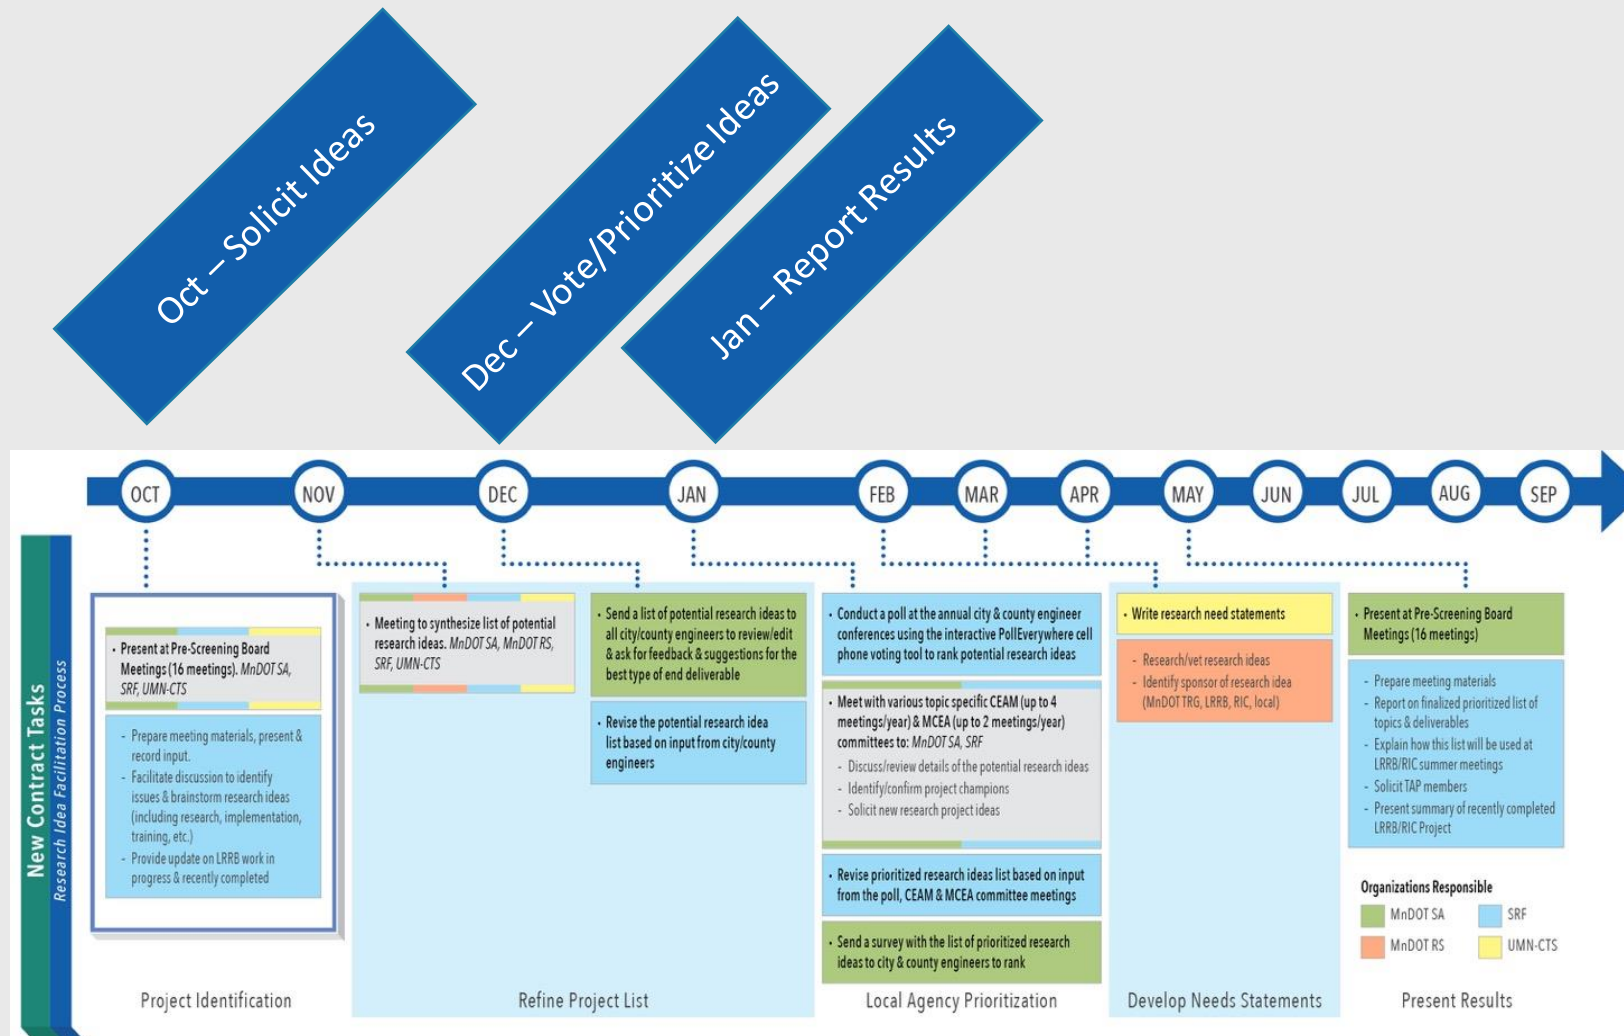 Oct – Solicit Ideas
Dec – Vote/Prioritize Ideas
Jan – Report Results
OCT
NOV
DEC
JAN
FEB
MAR
APR
MAY
JUN
JUL
AUG
SEP
New Contract Tasks
Research Idea Facilitation Process
• Present at Pre-Screening Board
Meetings (16 meetings). MnDOT SA,
SRF, UMN-CTS
- Prepare meeting materials, present &
record input.
- Facilitate discussion to identify
issues & brainstorm research ideas
(including research, implementation,
training, etc.)
- Provide update on LRRB work in
progress & recently completed
Project Identification
• Meeting to synthesize list of potential
research ideas. MnDOT SA, MnDOT RS,
SRF, UMN-CTS
• Send a list of potential research ideas to
all city/county engineers to review/edit
& ask for feedback & suggestions for the
best type of end deliverable
• Revise the potential research idea
list based on input from city/county
engineers
Refine Project List
• Conduct a poll at the annual city & county engineer
conferences using the interactive PollEverywhere cell
phone voting tool to rank potential research ideas
• Meet with various topic specific CEAM (up to 4
meetings/year) & MCEA (up to 2 meetings/year)
committees to: MnDOT SA, SRF
- Discuss/review details of the potential research ideas
- Identify/confirm project champions
- Solicit new research project ideas
• Revise prioritized research ideas list based on input
from the poll, CEAM & MCEA committee meetings
• Send a survey with the list of prioritized research
ideas to city & county engineers to rank
Local Agency Prioritization
• Write research need statements
- Research/vet research ideas
- Identify sponsor of research idea
(MnDOT TRG, LRRB, RIC, local)
Develop Needs Statements
• Present at Pre-Screening Board
Meetings (16 meetings)
- Prepare meeting materials
- Report on finalized prioritized list of
topics & deliverables
- Explain how this list will be used at
LRRB/RIC summer meetings
- Solicit TAP members
- Present summary of recently completed
LRRB/RIC Project
Organizations Responsible
MnDOT SA
SRF
MnDOT RS
UMN-CTS
Present Results